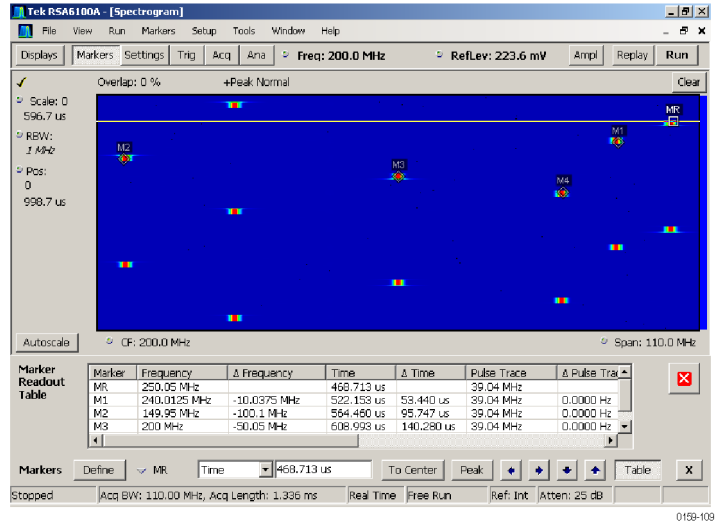 Tek RSA6100A - [Spectrogram]
File View Run Markers Setup Tools Window Help
Displays Markers Settings Trig Acq Ana Freq: 200.0 MHz RefLev: 223.6 mV Ampl Replay Run
Overlap: 0 % +Peak Normal Clear
Scale: 0
596.7 us
RBW:
1 MHz
Pos:
0
998.7 us
MR
M1
M2
M3
M4
Autoscale CF: 200.0 MHz Span: 110.0 MHz
Marker Readout Table
Marker Frequency Δ Frequency Time Δ Time Pulse Trace Δ Pulse Trac
MR 250.05 MHz 468.713 us 39.04 MHz
M1 240.0125 MHz -10.0375 MHz 522.153 us 53.440 us 39.04 MHz 0.0000 Hz
M2 149.95 MHz -100.1 MHz 564.460 us 95.747 us 39.04 MHz 0.0000 Hz
M3 200 MHz -50.05 MHz 608.993 us 140.280 us 39.04 MHz 0.0000 Hz
Markers Define MR Time 468.713 us To Center Peak Table X
Stopped Acq BW: 110.00 MHz, Acq Length: 1.336 ms Real Time Free Run Ref: Int Atten: 25 dB
0159-109